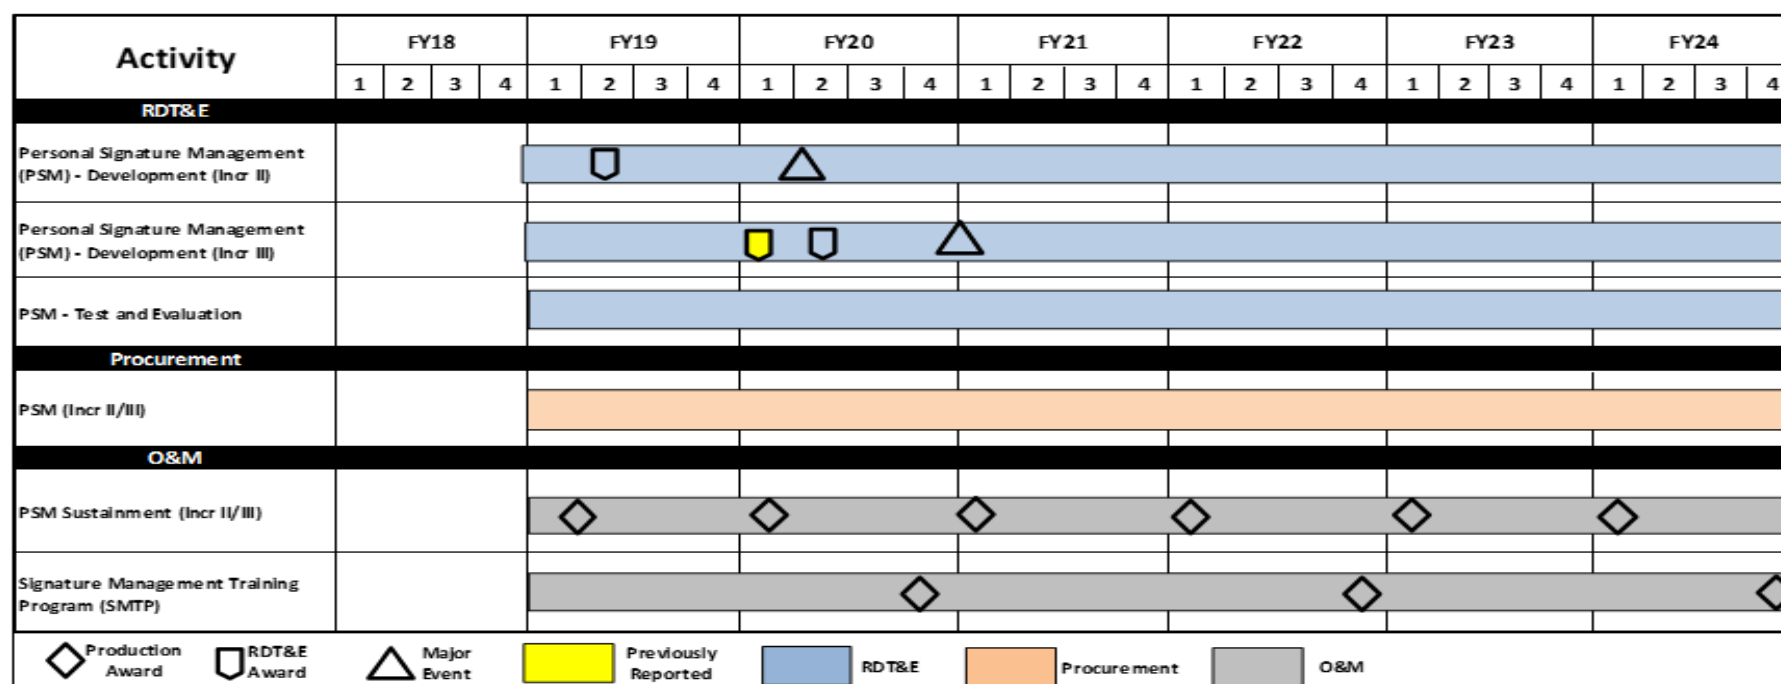 Activity FY18 FY19 FY20 FY21 FY22 FY23 FY24
1 2 3 4 1 2 3 4 1 2 3 4 1 2 3 4 1 2 3 4 1 2 3 4 1 2 3 4
RDT&E
Personal Signature Management
(PSM) - Development (Incr II)
Personal Signature Management
(PSM) - Development (Incr III)
PSM - Test and Evaluation
Procurement
PSM (Incr II/III)
O&M
PSM Sustainment (Incr II/III)
Signature Management Training
Program (SMTP)
Production
Award
RDT&E
Award
Major
Event
Previously
Reported
RDT&E
Procurement
O&M